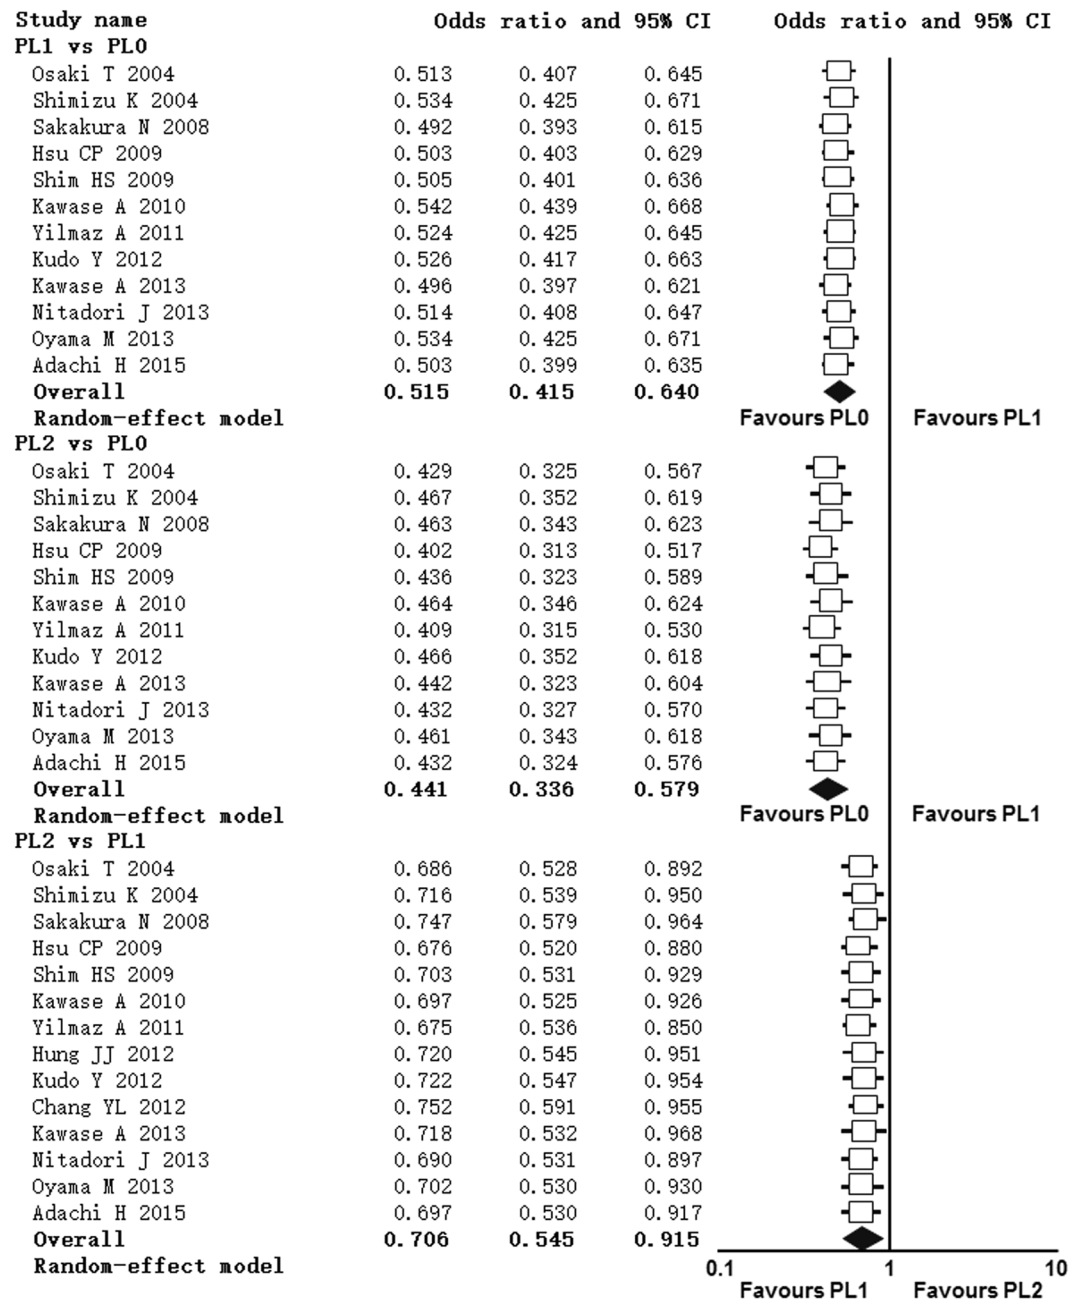 Study name Odds ratio and 95% CI Odds ratio and 95% CI
PL1 vs PL0
Osaki T 2004 0.513 0.407 0.645
Shimizu K 2004 0.534 0.425 0.671
Sakakura N 2008 0.492 0.393 0.615
Hsu CP 2009 0.503 0.403 0.629
Shim HS 2009 0.505 0.401 0.636
Kawase A 2010 0.542 0.439 0.668
Yilmaz A 2011 0.524 0.425 0.645
Kudo Y 2012 0.526 0.417 0.663
Kawase A 2013 0.496 0.397 0.621
Nitadori J 2013 0.514 0.408 0.647
Oyama M 2013 0.534 0.425 0.671
Adachi H 2015 0.503 0.399 0.635
Overall 0.515 0.415 0.640
Random-effect model Favours PL0 Favours PL1
PL2 vs PL0
Osaki T 2004 0.429 0.325 0.567
Shimizu K 2004 0.467 0.352 0.619
Sakakura N 2008 0.463 0.343 0.623
Hsu CP 2009 0.402 0.313 0.517
Shim HS 2009 0.436 0.323 0.589
Kawase A 2010 0.464 0.346 0.624
Yilmaz A 2011 0.409 0.315 0.530
Kudo Y 2012 0.466 0.352 0.618
Kawase A 2013 0.442 0.323 0.604
Nitadori J 2013 0.432 0.327 0.570
Oyama M 2013 0.461 0.343 0.618
Adachi H 2015 0.432 0.324 0.576
Overall 0.441 0.336 0.579
Random-effect model Favours PL0 Favours PL1
PL2 vs PL1
Osaki T 2004 0.686 0.528 0.892
Shimizu K 2004 0.716 0.539 0.950
Sakakura N 2008 0.747 0.579 0.964
Hsu CP 2009 0.676 0.520 0.880
Shim HS 2009 0.703 0.531 0.929
Kawase A 2010 0.697 0.525 0.926
Yilmaz A 2011 0.675 0.536 0.850
Hung JJ 2012 0.720 0.545 0.951
Kudo Y 2012 0.722 0.547 0.954
Chang YL 2012 0.752 0.591 0.955
Kawase A 2013 0.718 0.532 0.968
Nitadori J 2013 0.690 0.531 0.897
Oyama M 2013 0.702 0.530 0.930
Adachi H 2015 0.697 0.530 0.917
Overall 0.706 0.545 0.915
Random-effect model 0.1 1 10
Favours PL1 Favours PL2